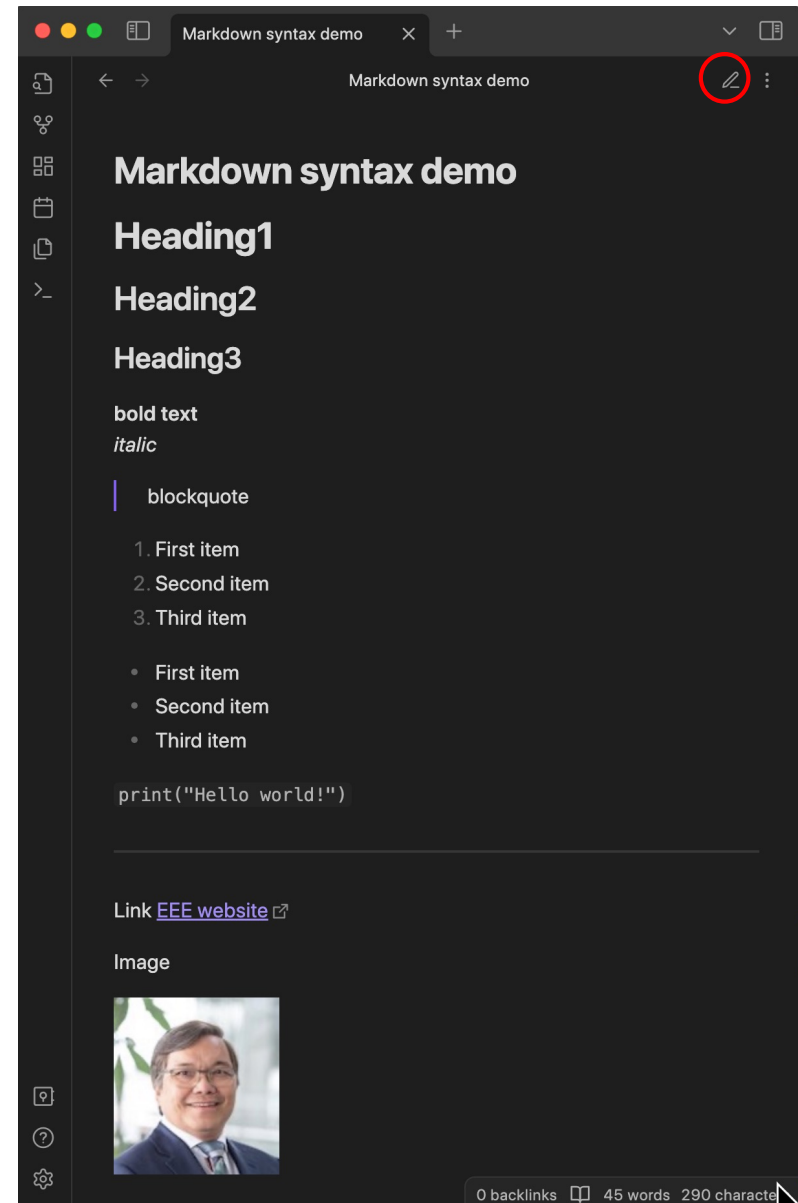 Markdown syntax demo
Markdown syntax demo
Markdown syntax demo
Heading1
Heading2
Heading3
bold text
italic
blockquote
1. First item
2. Second item
3. Third item
• First item
• Second item
• Third item
print("Hello world!")
Link EEE website
Image
0 backlinks 45 words 290 characte